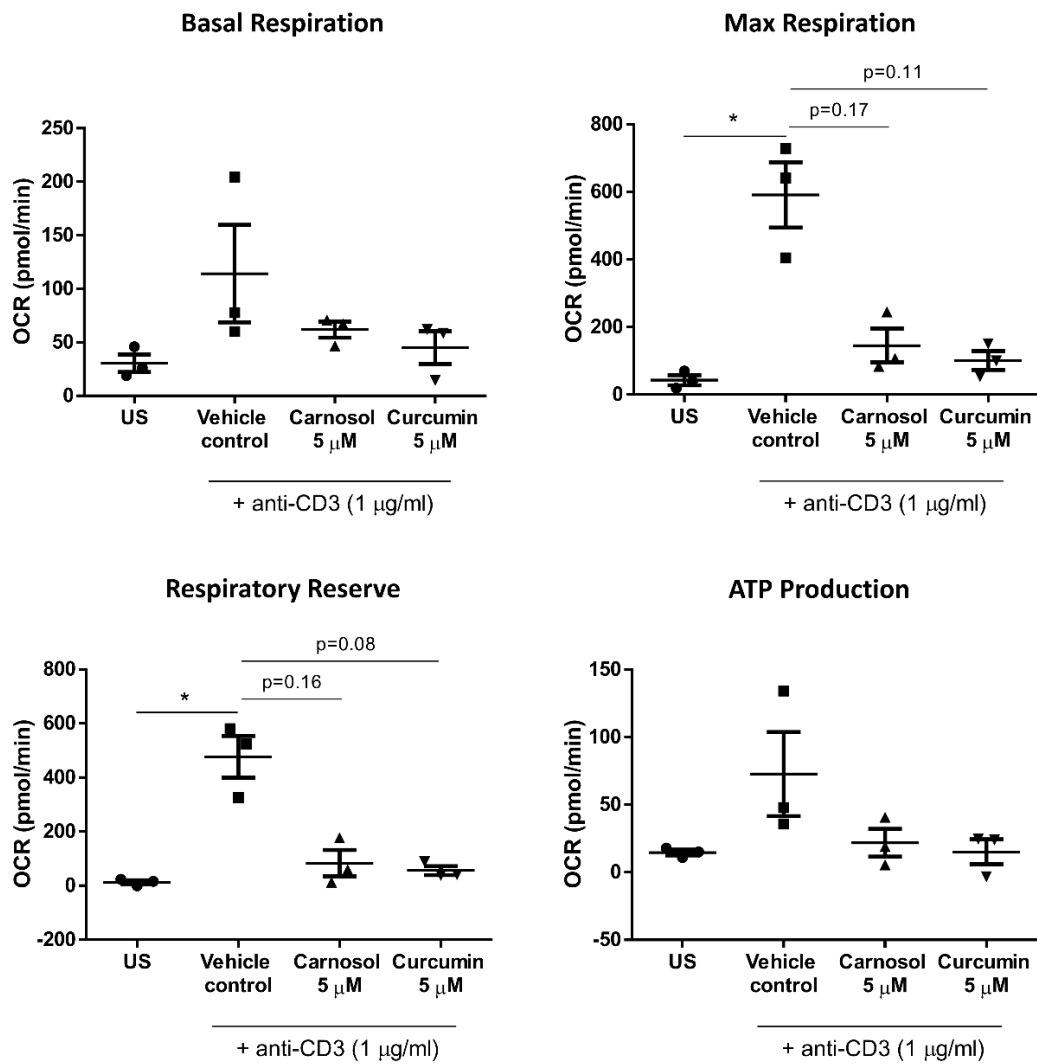 Basal Respiration
OCR (pmol/min)
250
200
150
100
50
0
US
Vehicle control
Carnosol 5 μM
Curcumin 5 μM
+ anti-CD3 (1 μg/ml)
Max Respiration
p=0.11
p=0.17
*
OCR (pmol/min)
800
600
400
200
0
US
Vehicle control
Carnosol 5 μM
Curcumin 5 μM
+ anti-CD3 (1 μg/ml)
Respiratory Reserve
p=0.08
p=0.16
*
OCR (pmol/min)
800
600
400
200
0
-200
US
Vehicle control
Carnosol 5 μM
Curcumin 5 μM
+ anti-CD3 (1 μg/ml)
ATP Production
OCR (pmol/min)
150
100
50
0
-50
US
Vehicle control
Carnosol 5 μM
Curcumin 5 μM
+ anti-CD3 (1 μg/ml)